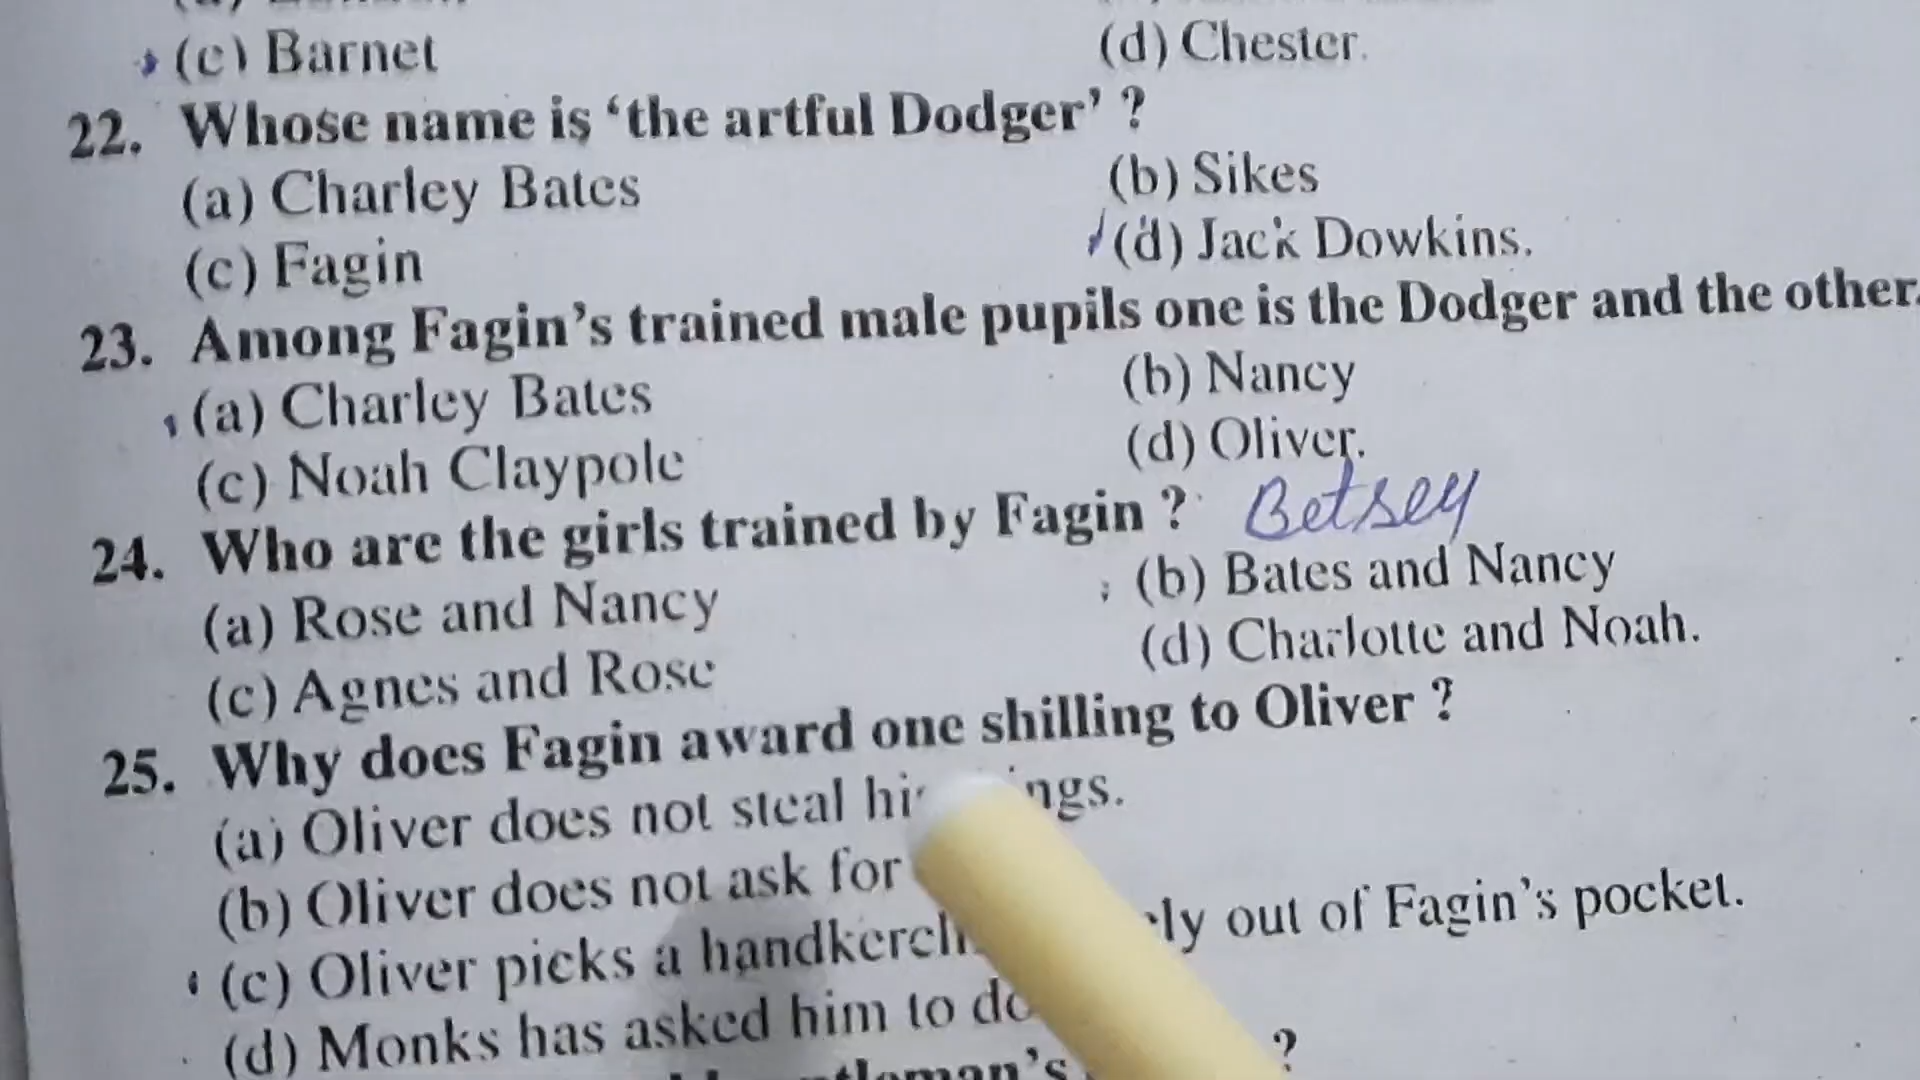 (c) Barnet (d) Chester.
22. Whose name is ‘the artful Dodger’ ?
(a) Charley Bates (b) Sikes
(c) Fagin (d) Jack Dowkins.
23. Among Fagin’s trained male pupils one is the Dodger and the other
(a) Charley Bates (b) Nancy
(c) Noah Claypole (d) Oliver.
24. Who are the girls trained by Fagin ? Betsey
(a) Rose and Nancy (b) Bates and Nancy
(c) Agnes and Rose (d) Charlotte and Noah.
25. Why does Fagin award one shilling to Oliver ?
(a) Oliver does not steal
(b) Oliver does not ask for
(c) Oliver picks a out of Fagin’s pocket.
(d) Monks has asked him to
?